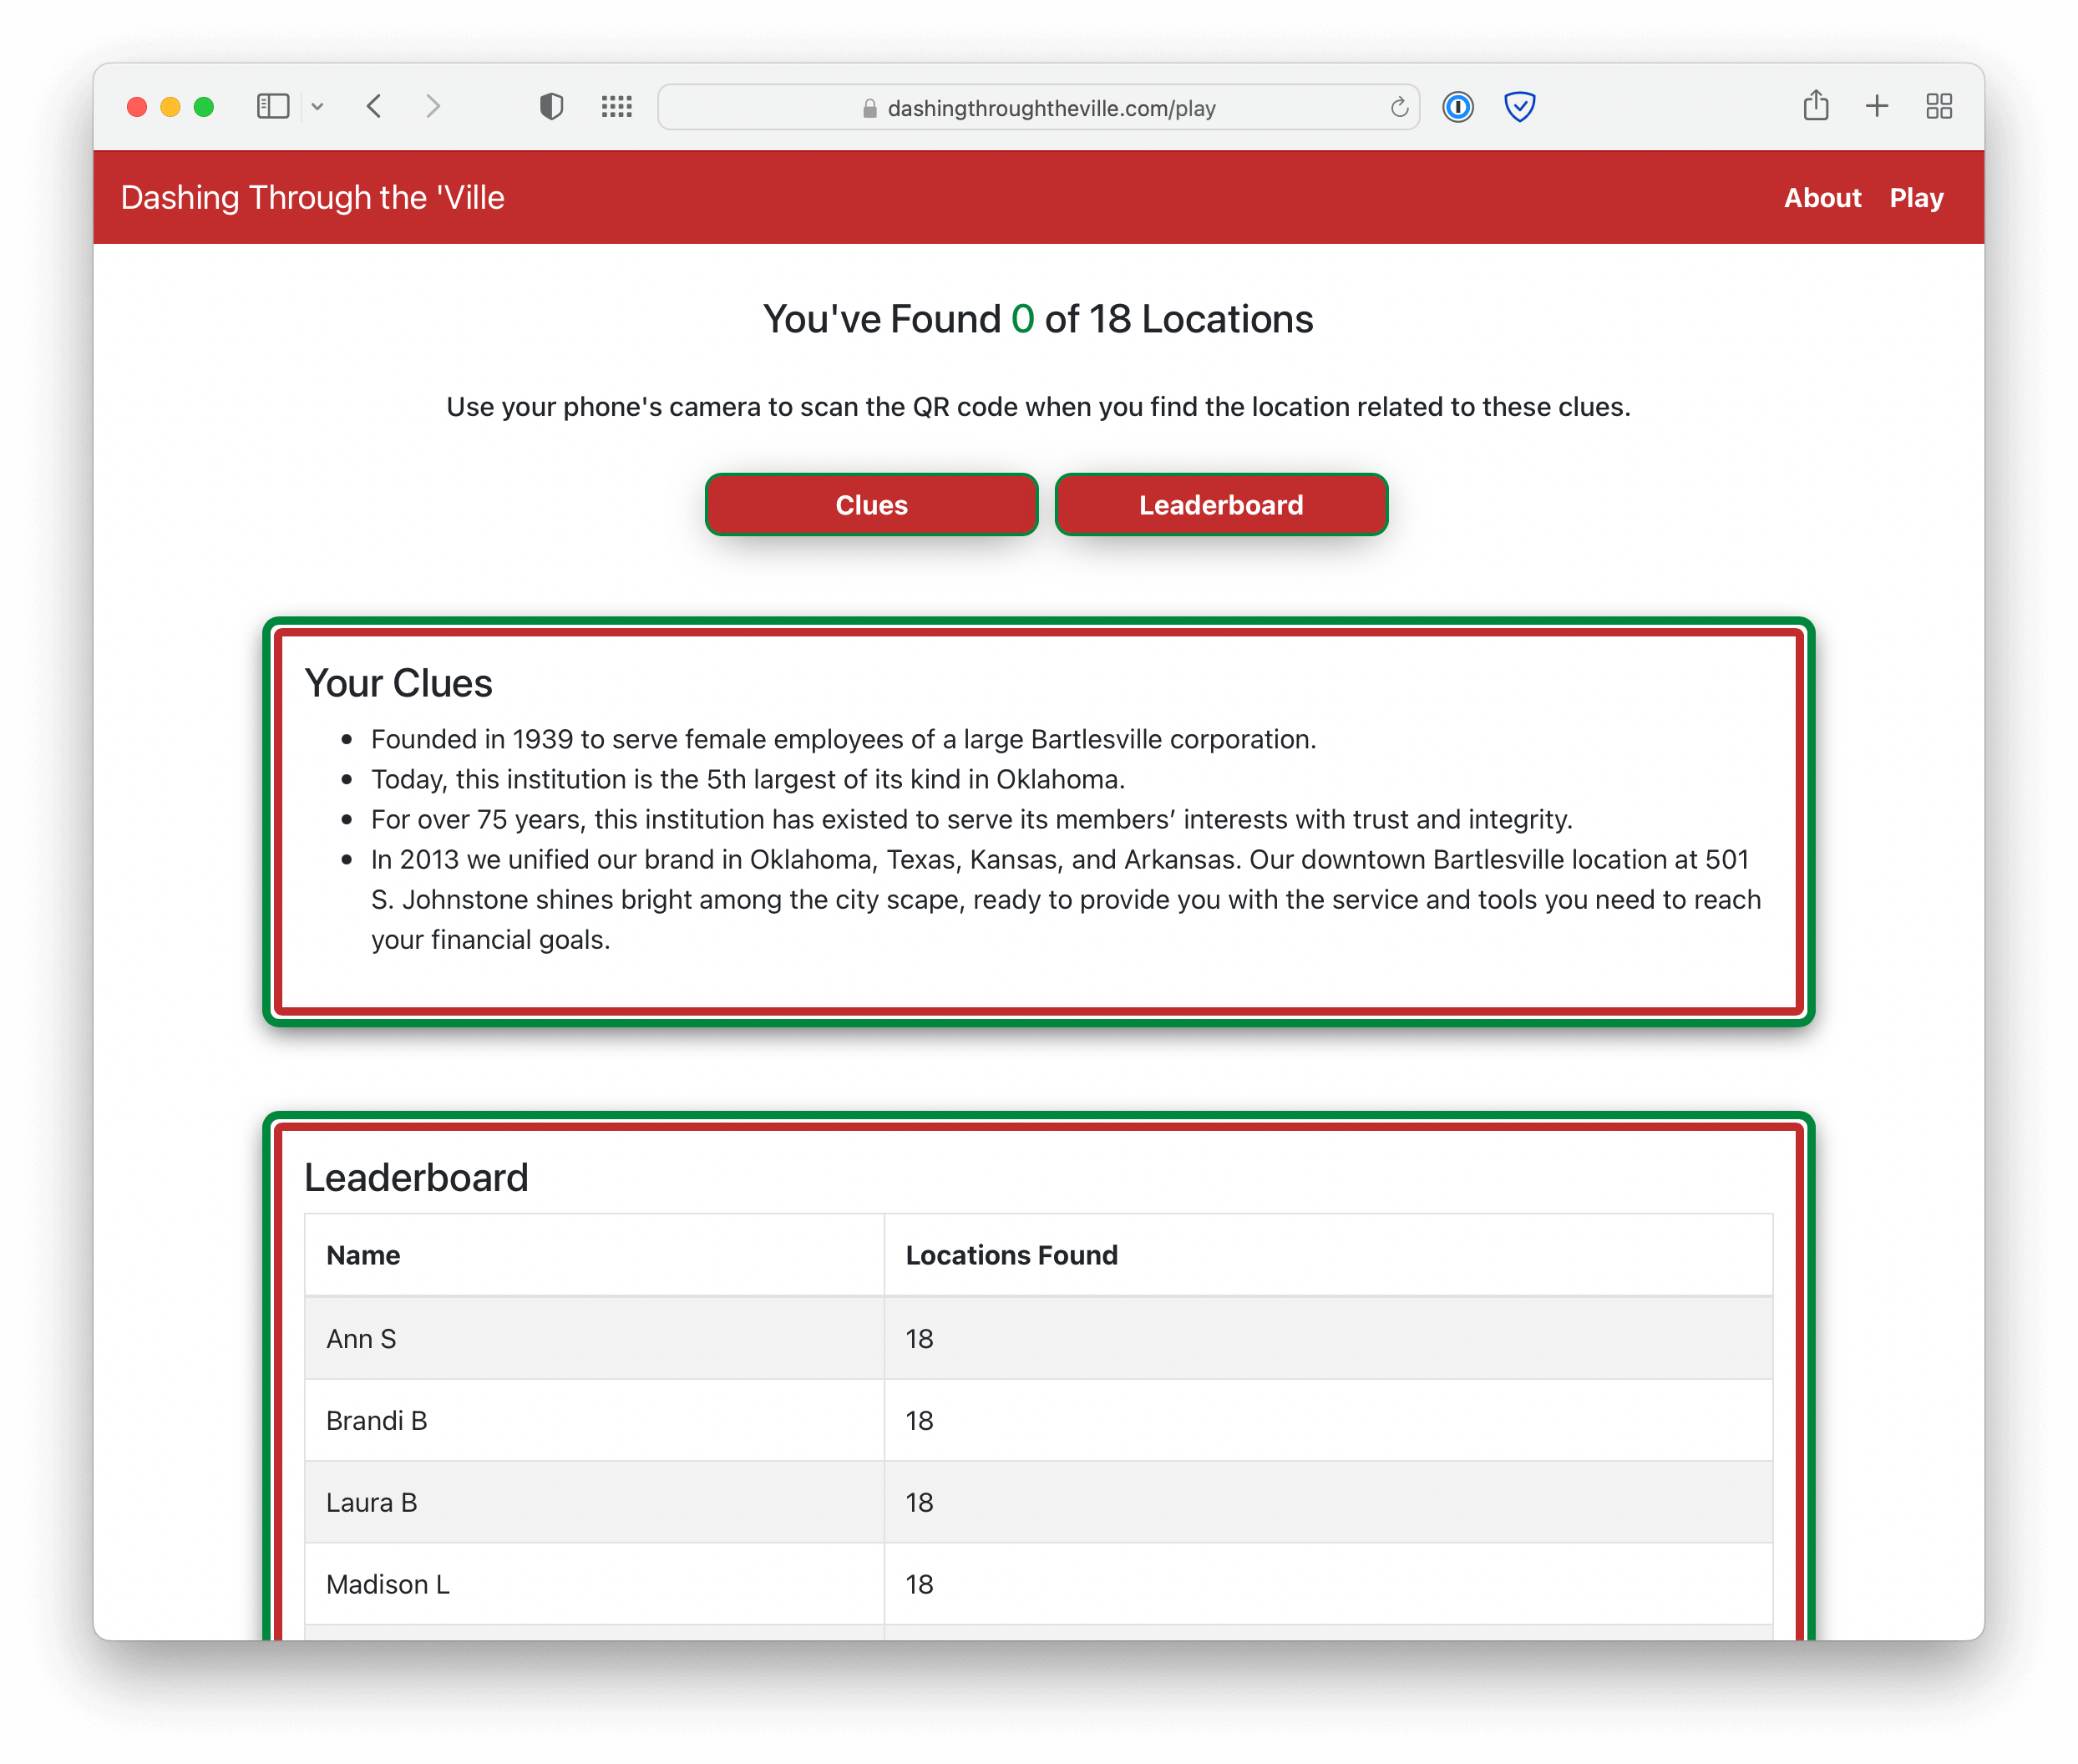 dashingthroughtheville.com/play
Dashing Through the 'Ville
About Play
You've Found 0 of 18 Locations
Use your phone's camera to scan the QR code when you find the location related to these clues.
Clues Leaderboard
Your Clues
Founded in 1939 to serve female employees of a large Bartlesville corporation.
Today, this institution is the 5th largest of its kind in Oklahoma.
For over 75 years, this institution has existed to serve its members’ interests with trust and integrity.
In 2013 we unified our brand in Oklahoma, Texas, Kansas, and Arkansas. Our downtown Bartlesville location at 501
S. Johnstone shines bright among the city scape, ready to provide you with the service and tools you need to reach
your financial goals.
Leaderboard
Name Locations Found
Ann S 18
Brandi B 18
Laura B 18
Madison L 18